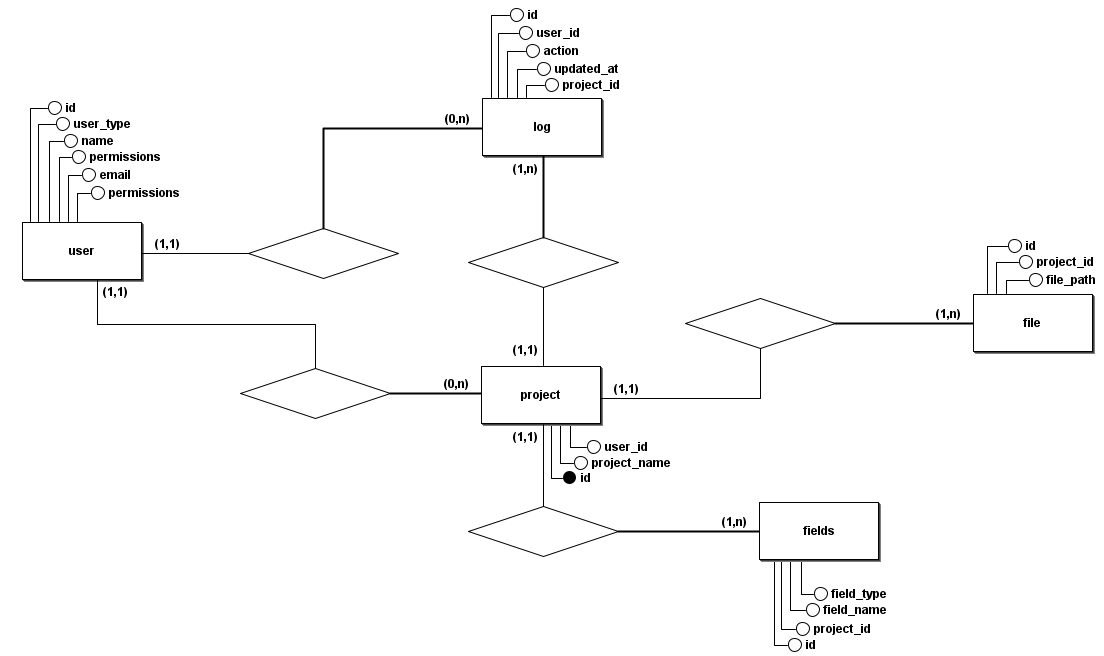 id
user_id
action
updated_at
project_id
log
(0,n)
(1,n)
id
user_type
name
permissions
email
permissions
user
(1,1)
(1,1)
id
project_id
file_path
file
(1,n)
(1,1)
(0,n)
project
(1,1)
(1,1)
user_id
project_name
id
(1,n)
fields
field_type
field_name
project_id
id